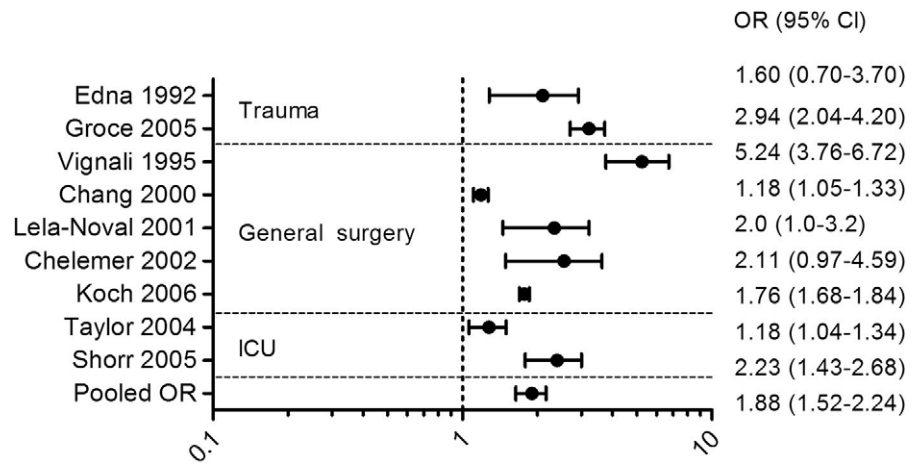 OR (95% CI)
Edna 1992 1.60 (0.70-3.70)
Trauma
Groce 2005 2.94 (2.04-4.20)
Vignali 1995 5.24 (3.76-6.72)
Chang 2000 1.18 (1.05-1.33)
Lela-Noval 2001 2.0 (1.0-3.2)
General surgery
Chelemer 2002 2.11 (0.97-4.59)
Koch 2006 1.76 (1.68-1.84)
Taylor 2004 1.18 (1.04-1.34)
ICU
Shorr 2005 2.23 (1.43-2.68)
Pooled OR 1.88 (1.52-2.24)
0.1 1 10